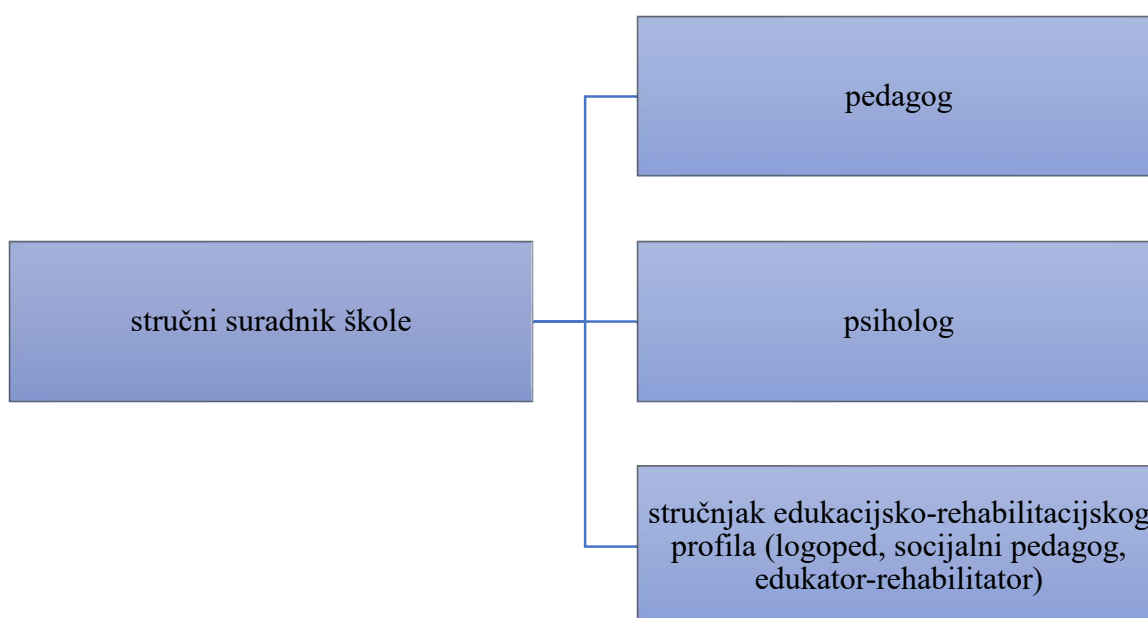 pedagog
stručni suradnik škole
psiholog
stručnjak edukacijsko-rehabilitacijskog
profila (logoped, socijalni pedagog,
edukator-rehabilitator)